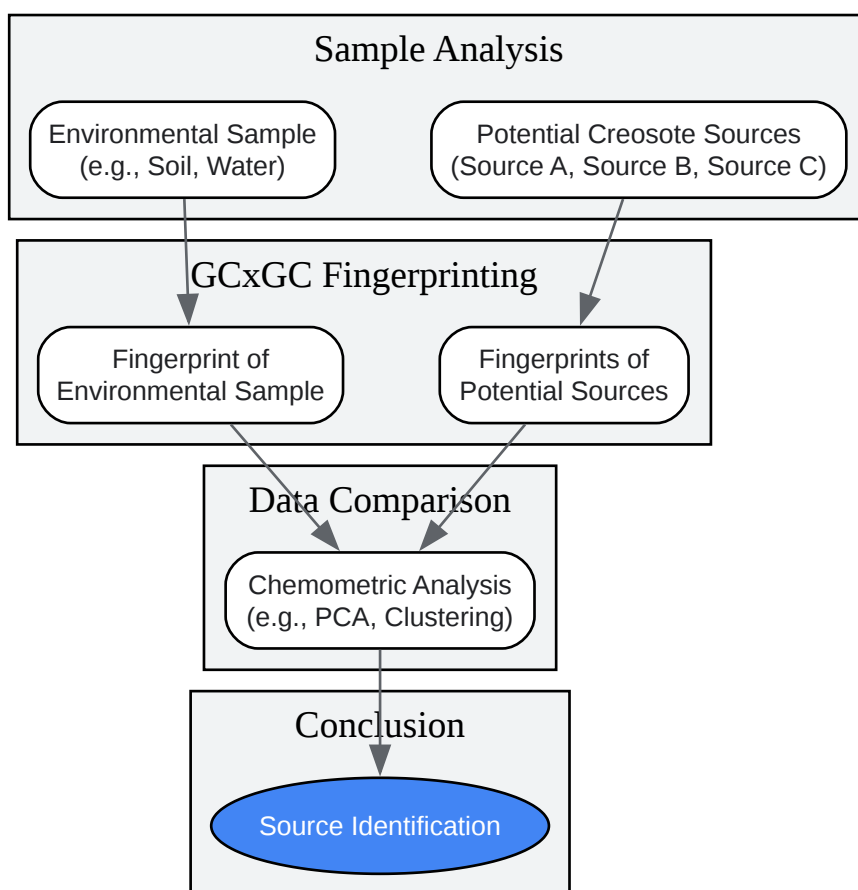 Sample Analysis
Environmental Sample
(e.g., Soil, Water)
Potential Creosote Sources
(Source A, Source B, Source C)
GCxGC Fingerprinting
Fingerprint of
Environmental Sample
Fingerprints of
Potential Sources
Data Comparison
Chemometric Analysis
(e.g., PCA, Clustering)
Conclusion
Source Identification